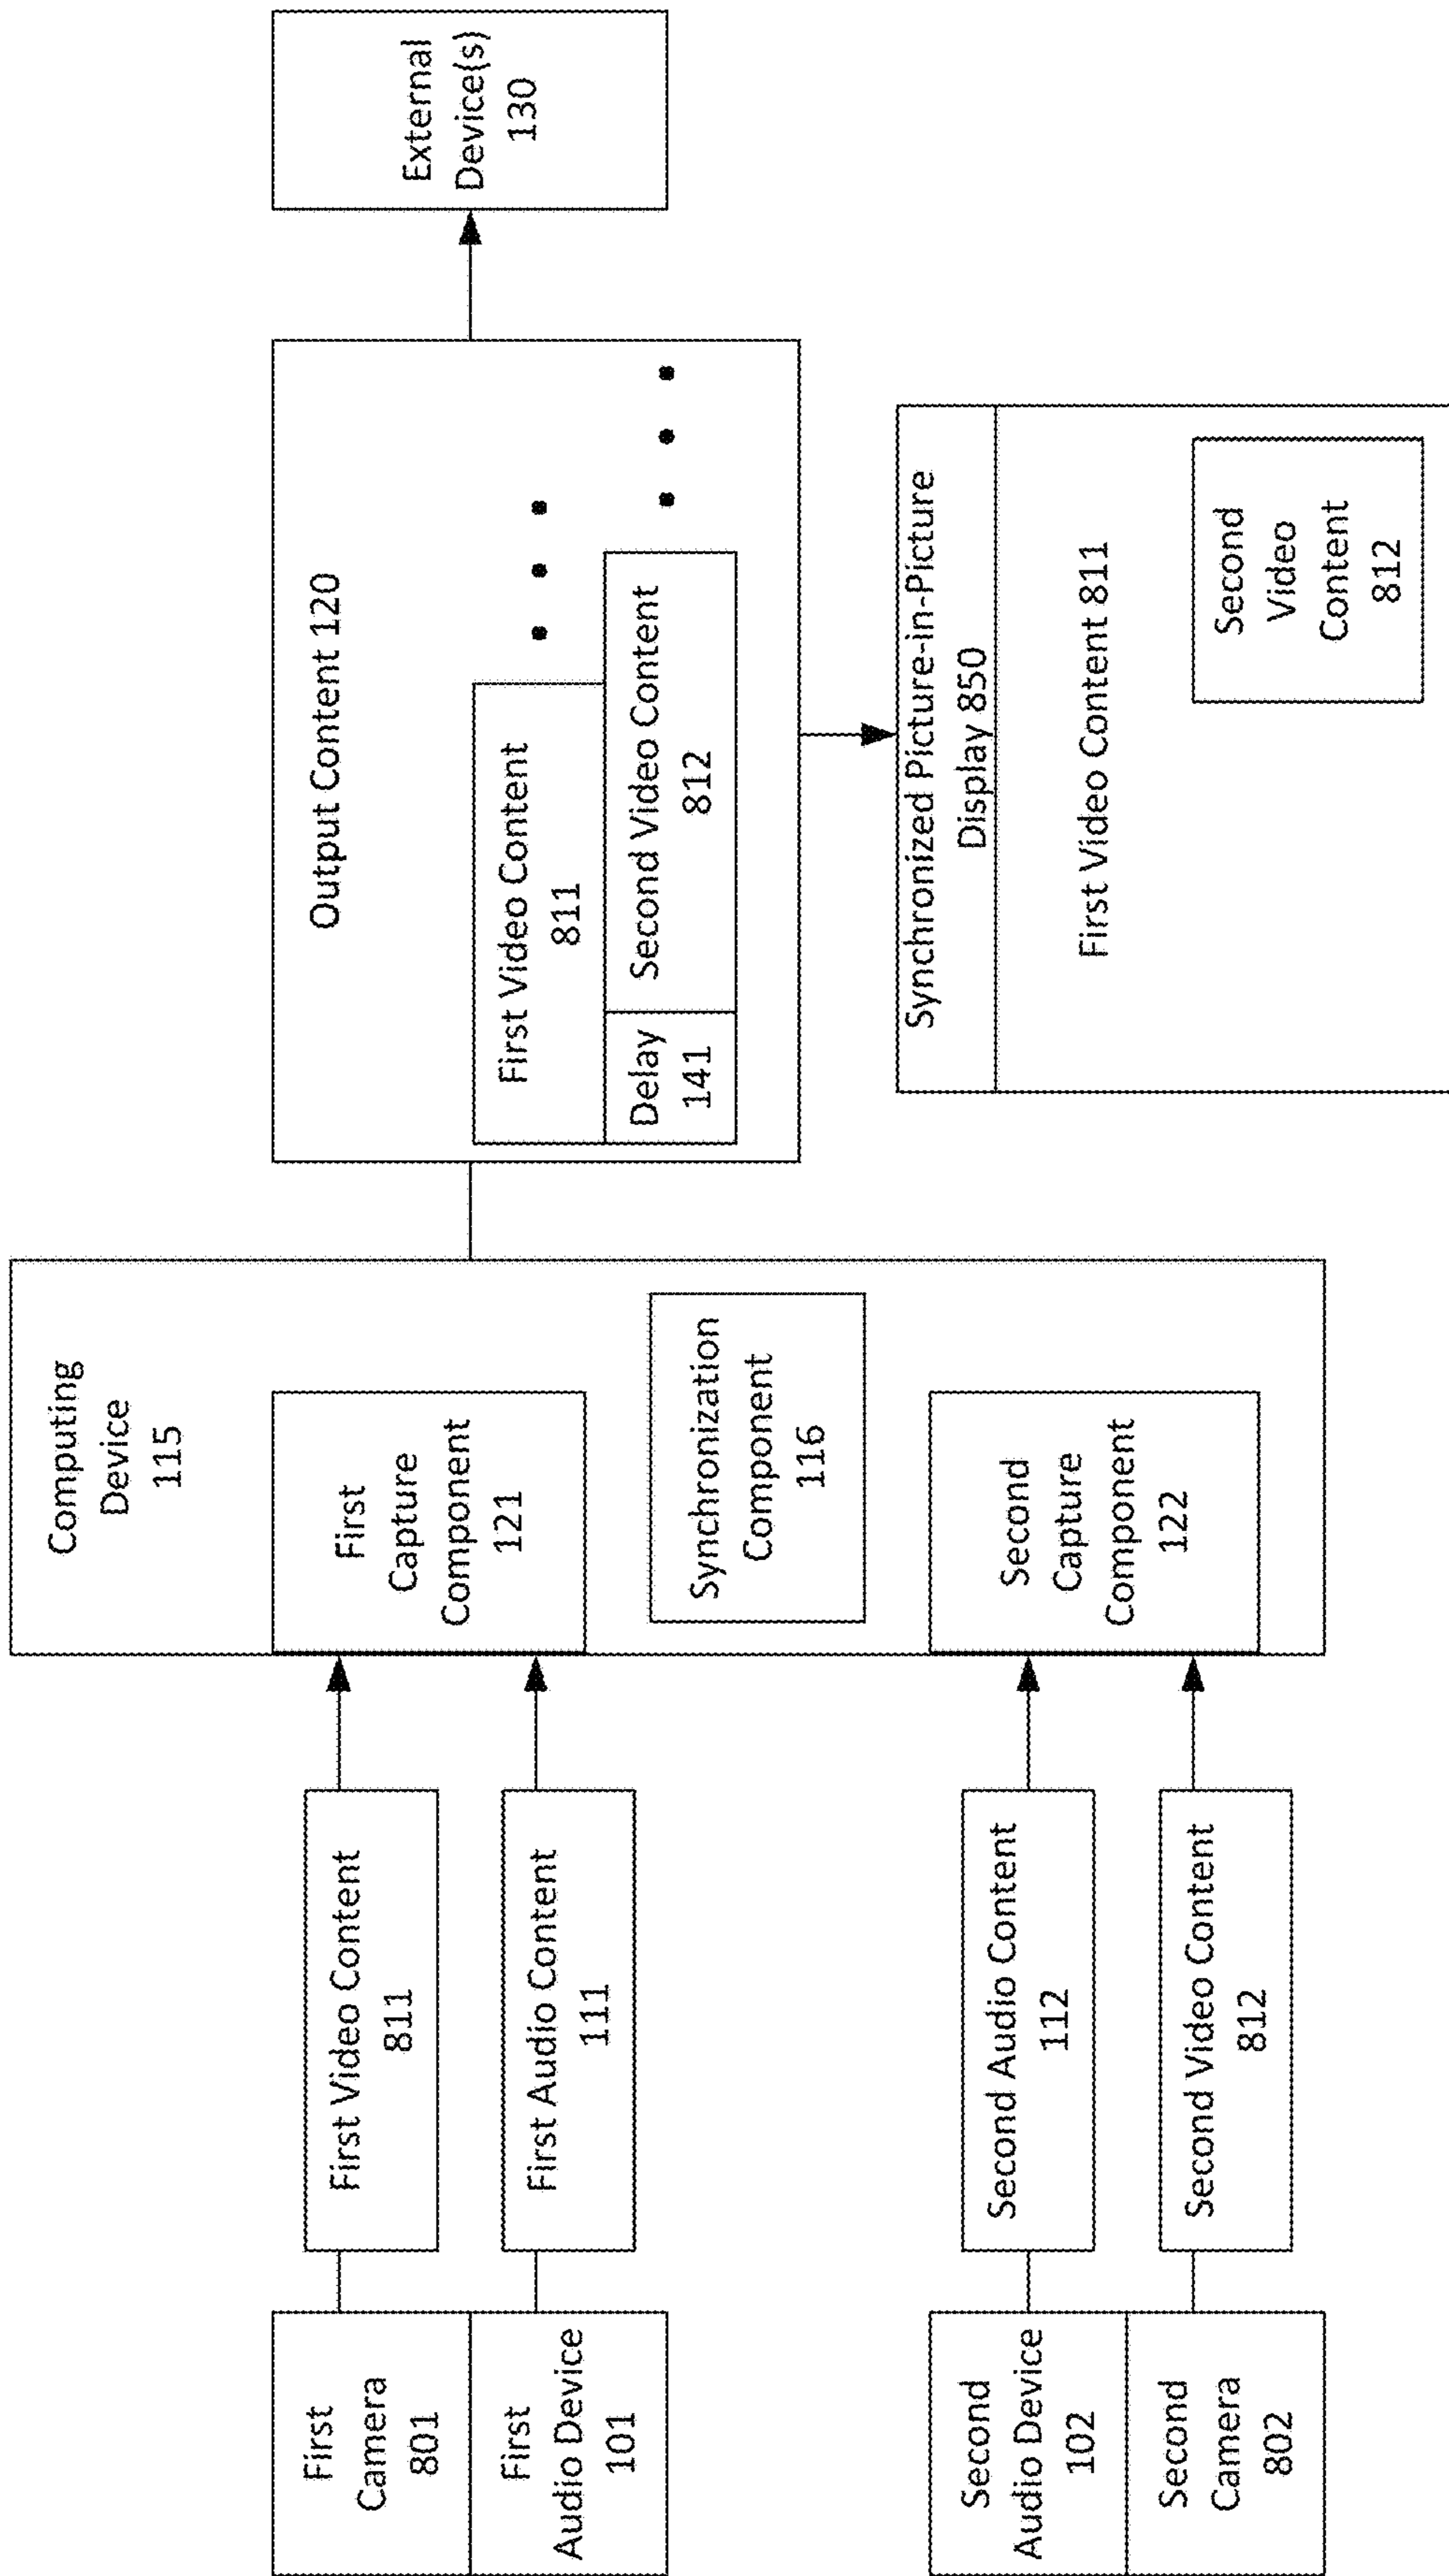 First
Camera
801
First
Audio Device
101
Second
Audio Device
102
Second
Camera
802
First Video Content
811
First Audio Content
111
Second Audio Content
112
Second Video Content
812
Computing
Device
115
First
Capture
Component
121
Synchronization
Component
116
Second
Capture
Component
122
Output Content 120
First Video Content
811
Delay
141
Second Video Content
812
Synchronized Picture-in-Picture
Display 850
First Video Content 811
Second
Video
Content
812
External
Device(s)
130